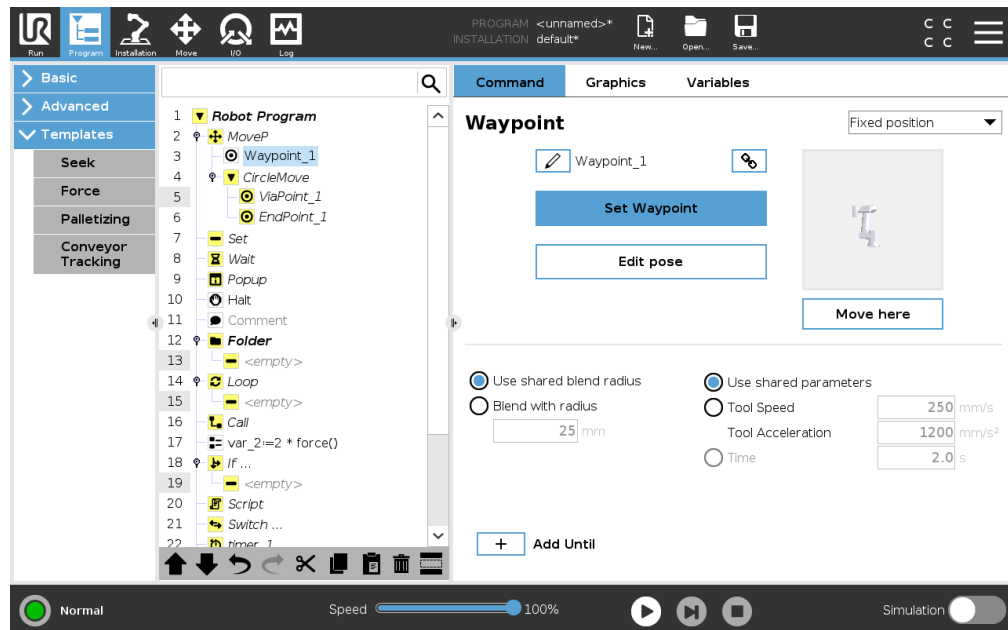 PROGRAM <unnamed>*
INSTALLATION default*
C C
C C
Run
Program
Installation
Move
I/O
Log
New...
Open...
Save...
Basic
Advanced
Templates
Seek
Force
Palletizing
Conveyor
Tracking
1 Robot Program
2 MoveP
3 Waypoint_1
4 CircleMove
5 ViaPoint_1
6 EndPoint_1
7 Set
8 Wait
9 Popup
10 Halt
11 Comment
12 Folder
13 <empty>
14 Loop
15 <empty>
16 Call
17 var_2:=2 * force()
18 If ...
19 <empty>
20 Script
21 Switch ...
22 timer_1
Command Graphics Variables
Waypoint
Fixed position
Waypoint_1
Set Waypoint
Edit pose
Move here
Use shared blend radius
Blend with radius
25 mm
Use shared parameters
Tool Speed 250 mm/s
Tool Acceleration 1200 mm/s²
Time 2.0 s
+ Add Until
Normal
Speed 100%
Simulation